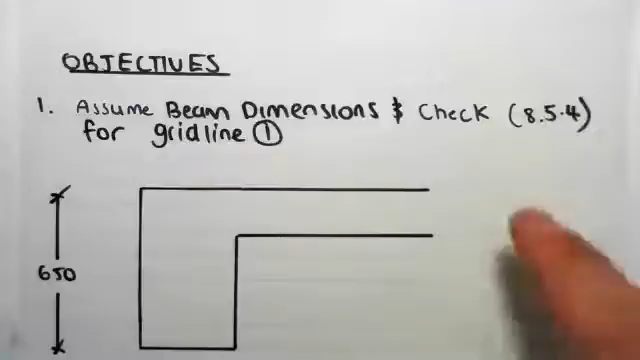 OBJECTIVES
1. Assume Beam Dimensions & Check (8.5.4)
for gridline ①
650